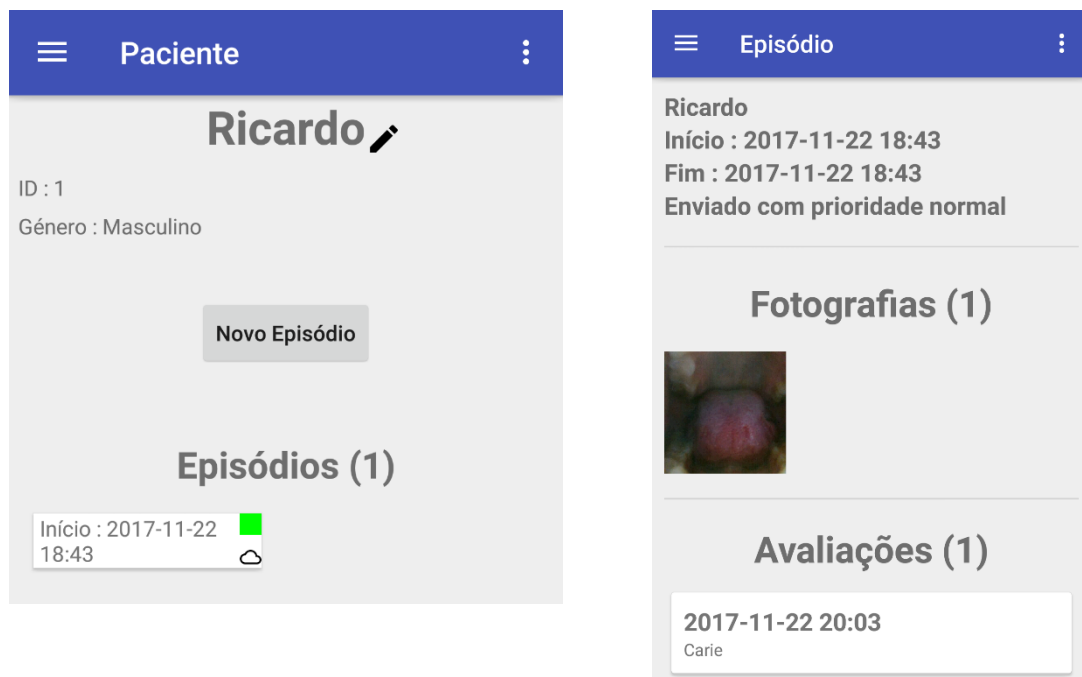 Paciente
Ricardo
ID : 1
Género : Masculino
Novo Episódio
Episódios (1)
Início : 2017-11-22
18:43
Episódio
Ricardo
Início : 2017-11-22 18:43
Fim : 2017-11-22 18:43
Enviado com prioridade normal
Fotografias (1)
Avaliações (1)
2017-11-22 20:03
Carie